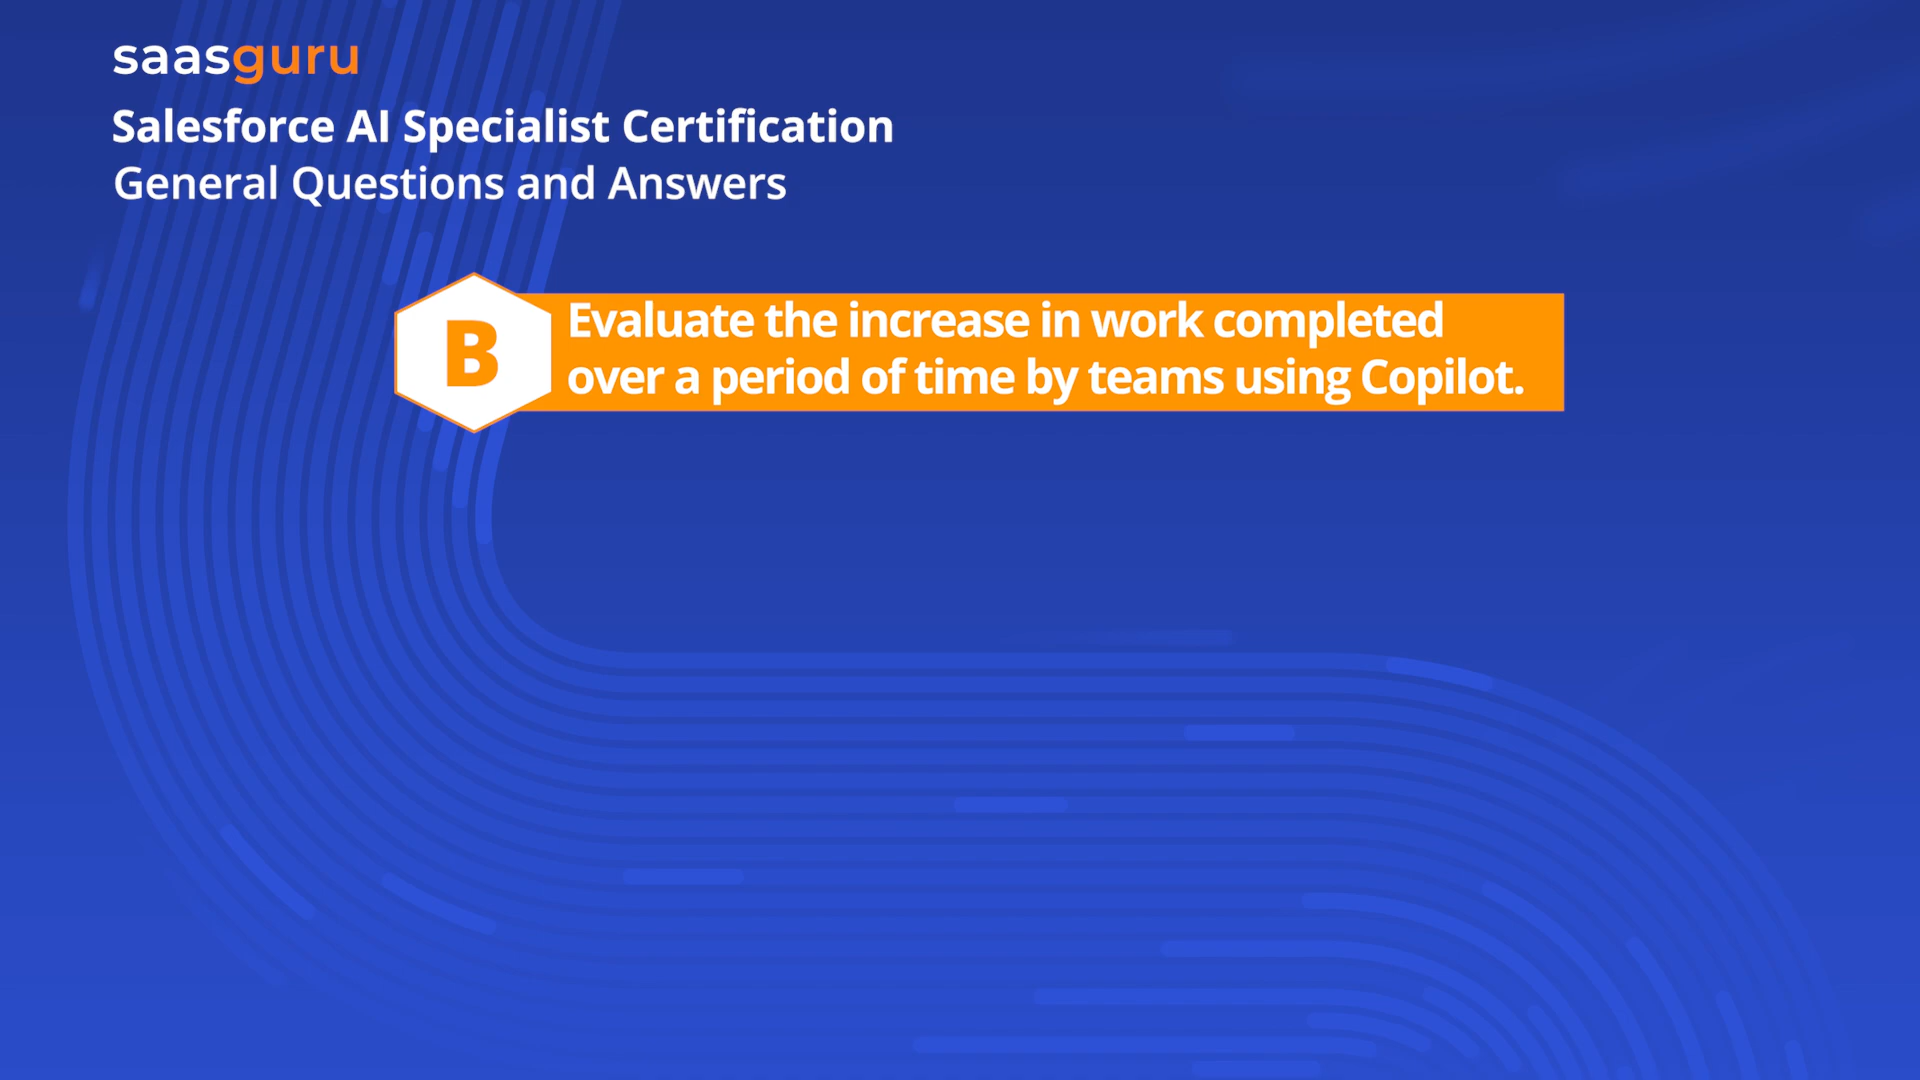 saasguru
Salesforce AI Specialist Certification
General Questions and Answers
B
Evaluate the increase in work completed
over a period of time by teams using Copilot.